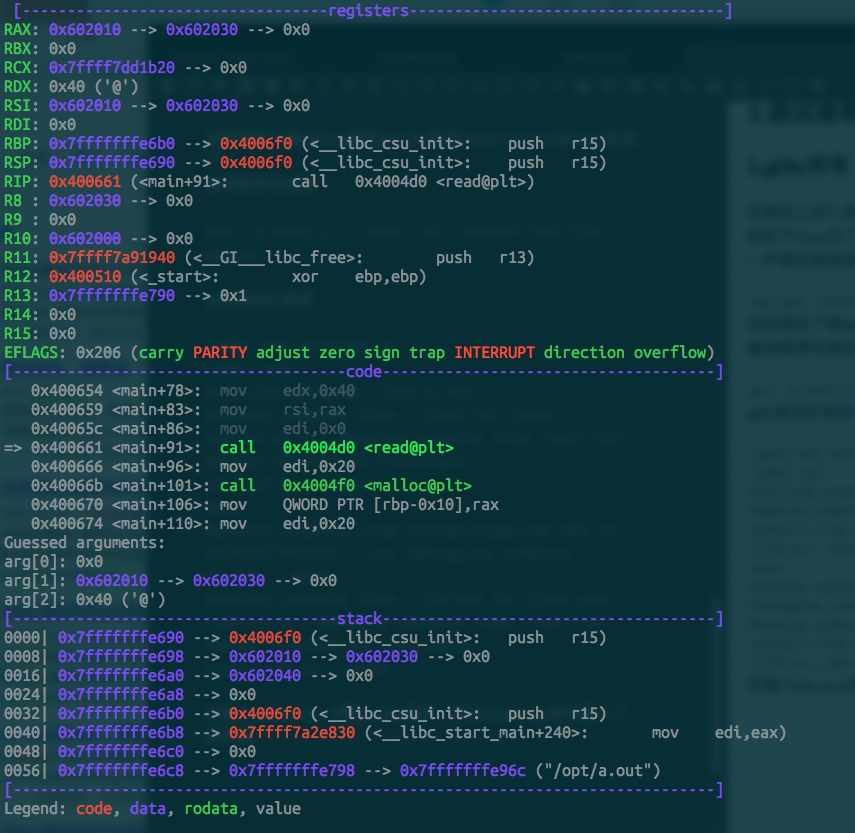 [----------------------------------registers-----------------------------------]
RAX: 0x602010 --> 0x602030 --> 0x0
RBX: 0x0
RCX: 0x7ffff7dd1b20 --> 0x0
RDX: 0x40 ('@')
RSI: 0x602010 --> 0x602030 --> 0x0
RDI: 0x0
RBP: 0x7fffffffe6b0 --> 0x4006f0 (<__libc_csu_init>: push r15)
RSP: 0x7fffffffe690 --> 0x4006f0 (<__libc_csu_init>: push r15)
RIP: 0x400661 (<main+91>: call 0x4004d0 <read@plt>)
R8 : 0x602030 --> 0x0
R9 : 0x0
R10: 0x602000 --> 0x0
R11: 0x7ffff7a91940 (<__GI___libc_free>: push r13)
R12: 0x400510 (<_start>: xor ebp,ebp)
R13: 0x7fffffffe790 --> 0x1
R14: 0x0
R15: 0x0
EFLAGS: 0x206 (carry PARITY adjust zero sign trap INTERRUPT direction overflow)
[-------------------------------------code-------------------------------------]
0x400654 <main+78>: mov edx,0x40
0x400659 <main+83>: mov rsi,rax
0x40065c <main+86>: mov edi,0x0
=> 0x400661 <main+91>: call 0x4004d0 <read@plt>
0x400666 <main+96>: mov edi,0x20
0x40066b <main+101>: call 0x4004f0 <malloc@plt>
0x400670 <main+106>: mov QWORD PTR [rbp-0x10],rax
0x400674 <main+110>: mov edi,0x20
Guessed arguments:
arg[0]: 0x0
arg[1]: 0x602010 --> 0x602030 --> 0x0
arg[2]: 0x40 ('@')
[------------------------------------stack-------------------------------------]
0000| 0x7fffffffe690 --> 0x4006f0 (<__libc_csu_init>: push r15)
0008| 0x7fffffffe698 --> 0x602010 --> 0x602030 --> 0x0
0016| 0x7fffffffe6a0 --> 0x602040 --> 0x0
0024| 0x7fffffffe6a8 --> 0x0
0032| 0x7fffffffe6b0 --> 0x4006f0 (<__libc_csu_init>: push r15)
0040| 0x7fffffffe6b8 --> 0x7ffff7a2e830 (<__libc_start_main+240>: mov edi,eax)
0048| 0x7fffffffe6c0 --> 0x0
0056| 0x7fffffffe6c8 --> 0x7fffffffe798 --> 0x7fffffffe96c ("/opt/a.out")
[------------------------------------------------------------------------------]
Legend: code, data, rodata, value